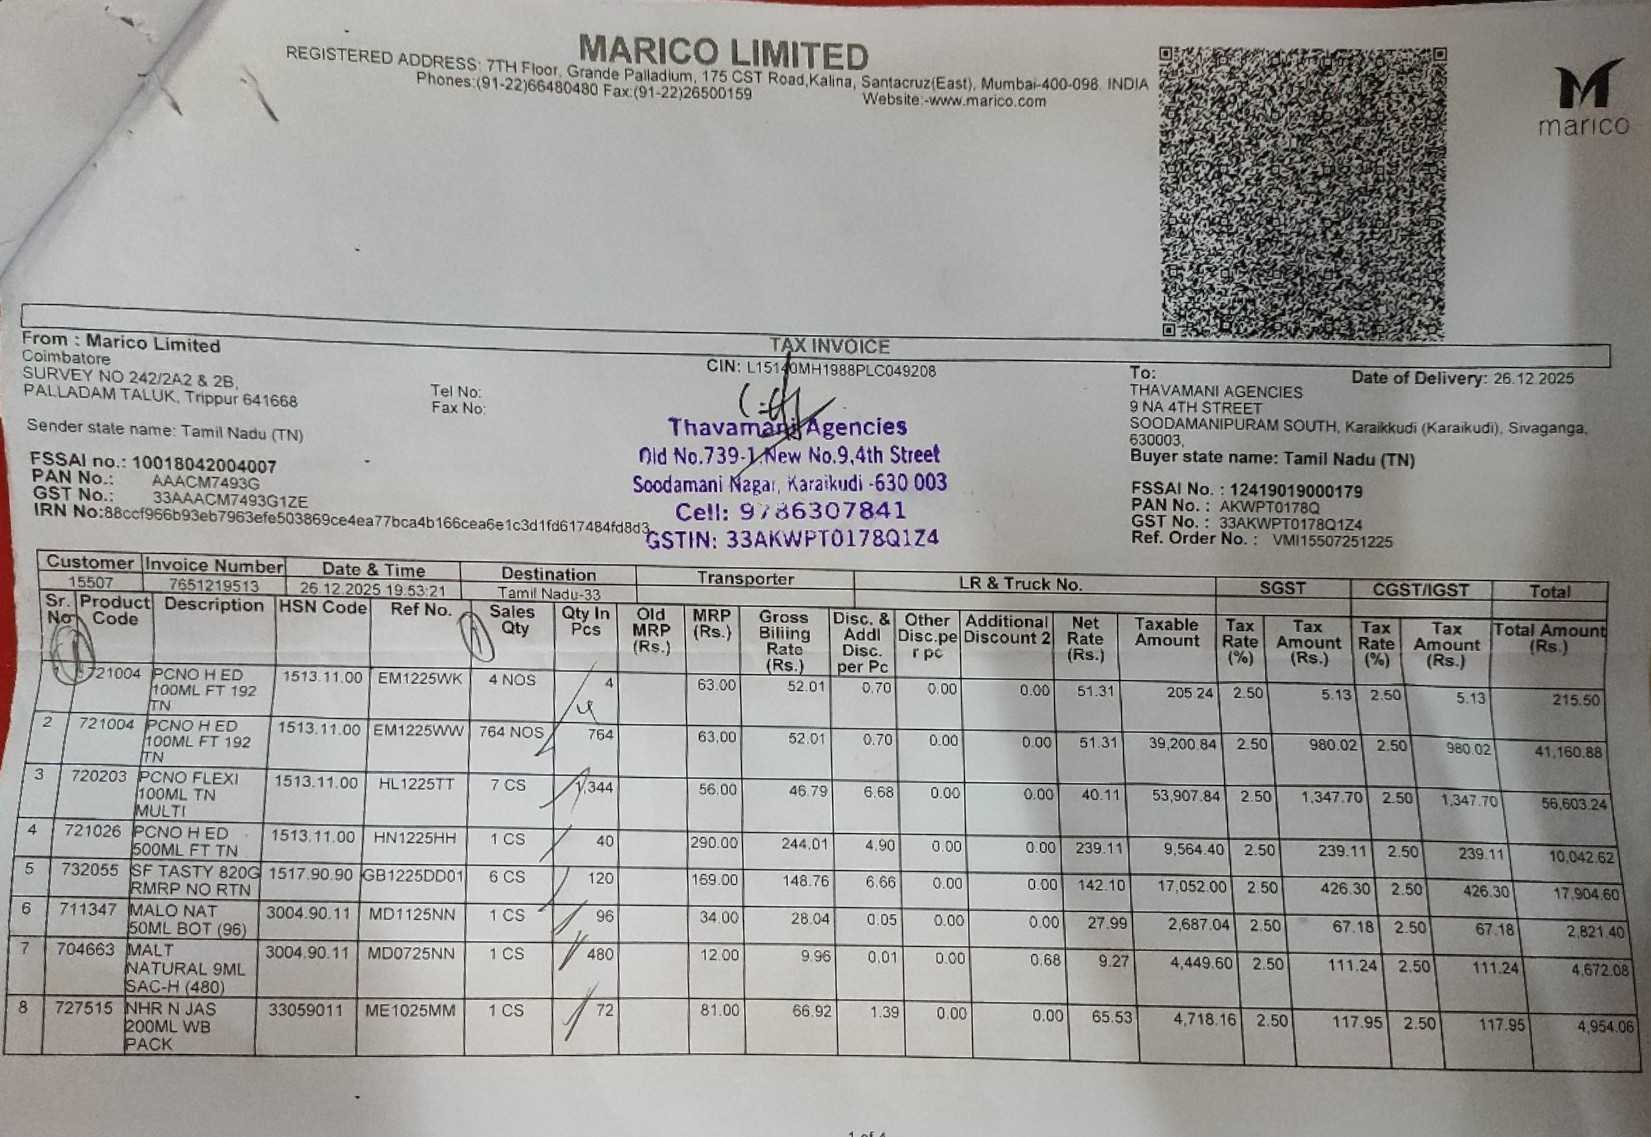 MARICO LIMITED
REGISTERED ADDRESS: 7TH Floor, Grande Palladium, 175 CST Road,Kalina, Santacruz(East), Mumbai-400-098. INDIA
Phones:(91-22)66480480 Fax:(91-22)26500159 Website:-www.marico.com
marico
TAX INVOICE
CIN: L15140MH1988PLC049208
From : Marico Limited
Coimbatore
SURVEY NO 242/2A2 & 2B,
PALLADAM TALUK, Trippur 641668
Sender state name: Tamil Nadu (TN)
FSSAI no.: 10018042004007
PAN No.: AAACM7493G
GST No.: 33AAACM7493G1ZE
IRN No:88ccf966b93eb7963efe503869ce4ea77bca4b166cea6e1c3d1fd617484fd8d3
Tel No:
Fax No:
Thavamani Agencies
Old No.739-1,New No.9,4th Street
Soodamani Nagar, Karaikudi -630 003
Cell: 9786307841
GSTIN: 33AKWPT0178Q1Z4
To: Date of Delivery: 26.12.2025
THAVAMANI AGENCIES
9 NA 4TH STREET
SOODAMANIPURAM SOUTH, Karaikkudi (Karaikudi), Sivaganga,
630003,
Buyer state name: Tamil Nadu (TN)
FSSAI No. : 12419019000179
PAN No. : AKWPT0178Q
GST No. : 33AKWPT0178Q1Z4
Ref. Order No. : VMI15507251225
Customer Invoice Number Date & Time Destination Transporter LR & Truck No. SGST CGST/IGST Total
15507 7651219513 26.12.2025 19:53:21 Tamil Nadu-33
Sr. No Product Code Description HSN Code Ref No. Sales Qty Qty In Pcs Old MRP (Rs.) MRP (Rs.) Gross Billing Rate (Rs.) Disc. & Addl Disc. per Pc Other Disc.pe r pc Additional Discount 2 Net Rate (Rs.) Taxable Amount Tax Rate (%) Tax Amount (Rs.) Tax Rate (%) Tax Amount (Rs.) Total Amount (Rs.)
721004 PCNO H ED 100ML FT 192 TN 1513.11.00 EM1225WK 4 NOS 4 63.00 52.01 0.70 0.00 0.00 51.31 205.24 2.50 5.13 2.50 5.13 215.50
2 721004 PCNO H ED 100ML FT 192 TN 1513.11.00 EM1225WW 764 NOS 764 63.00 52.01 0.70 0.00 0.00 51.31 39,200.84 2.50 980.02 2.50 980.02 41,160.88
3 720203 PCNO FLEXI 100ML TN MULTI 1513.11.00 HL1225TT 7 CS 1,344 56.00 46.79 6.68 0.00 0.00 40.11 53,907.84 2.50 1,347.70 2.50 1,347.70 56,603.24
4 721026 PCNO H ED 500ML FT TN 1513.11.00 HN1225HH 1 CS 40 290.00 244.01 4.90 0.00 0.00 239.11 9,564.40 2.50 239.11 2.50 239.11 10,042.62
5 732055 SF TASTY 820G RMRP NO RTN 1517.90.90 GB1225DD01 6 CS 120 169.00 148.76 6.66 0.00 0.00 142.10 17,052.00 2.50 426.30 2.50 426.30 17,904.60
6 711347 MALO NAT 50ML BOT (96) 3004.90.11 MD1125NN 1 CS 96 34.00 28.04 0.05 0.00 0.00 27.99 2,687.04 2.50 67.18 2.50 67.18 2,821.40
7 704663 MALT NATURAL 9ML SAC-H (480) 3004.90.11 MD0725NN 1 CS 480 12.00 9.96 0.01 0.00 0.68 9.27 4,449.60 2.50 111.24 2.50 111.24 4,672.08
8 727515 NHR N JAS 200ML WB PACK 33059011 ME1025MM 1 CS 72 81.00 66.92 1.39 0.00 0.00 65.53 4,718.16 2.50 117.95 2.50 117.95 4,954.06